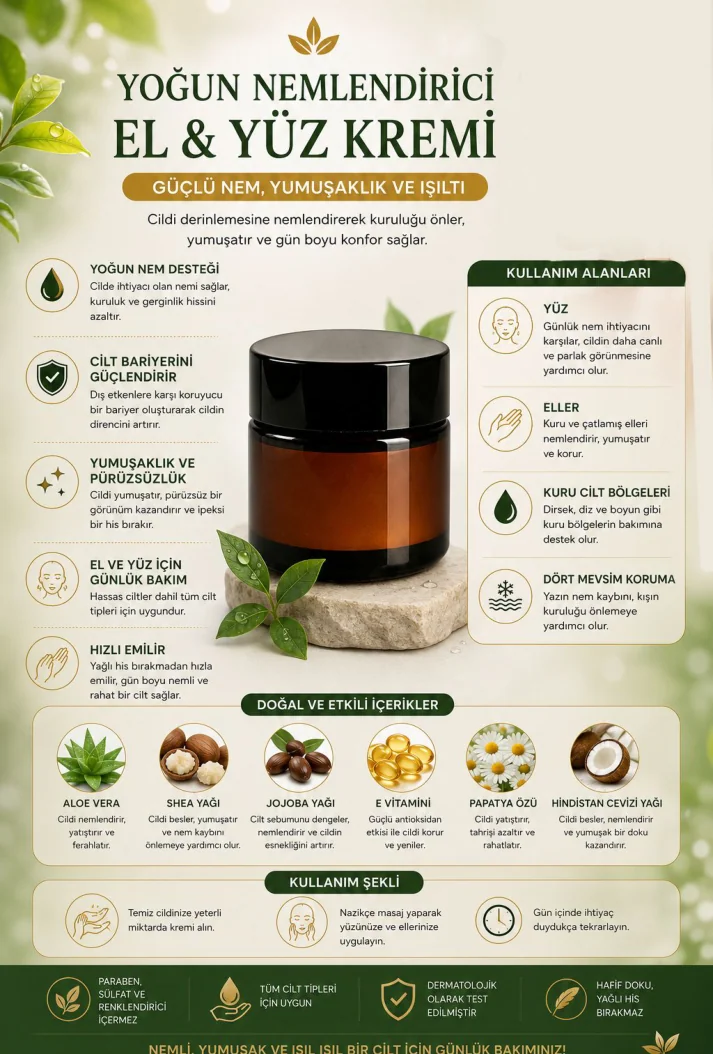 YOĞUN NEMLENDİRİCİ
EL & YÜZ KREMİ
GÜÇLÜ NEM, YUMUŞAKLIK VE IŞILTI
Cildi derinlemesine nemlendirerek kuruluğu önler,
yumuşatır ve gün boyu konfor sağlar.
YOĞUN NEM DESTEĞİ
Cilde ihtiyacı olan nemi sağlar,
kuruluk ve gerginlik hissini
azaltır.
CİLT BARİYERİNİ
GÜÇLENDİRİR
Dış etkenlere karşı koruyucu
bir bariyer oluşturarak cildin
direncini artırır.
YUMUŞAKLIK VE
PÜRÜZSÜZLÜK
Cildi yumuşatır, pürüzsüz bir
görünüm kazandırır ve ipeksi
bir his bırakır.
EL VE YÜZ İÇİN
GÜNLÜK BAKIM
Hassas ciltler dahil tüm cilt
tipleri için uygundur.
HIZLI EMİLİR
Yağlı his bırakmadan hızla
emilir, gün boyu nemli ve
rahat bir cilt sağlar.
KULLANIM ALANLARI
YÜZ
Günlük nem ihtiyacını
karşılar, cildin daha canlı
ve parlak görünmesine
yardımcı olur.
ELLER
Kuru ve çatlamış elleri
nemlendirir, yumuşatır
ve korur.
KURU CİLT BÖLGELERİ
Dirsek, diz ve boyun gibi
kuru bölgelerin bakımına
destek olur.
DÖRT MEVSİM KORUMA
Yazın nem kaybını, kışın
kuruluğu önlemeye
yardımcı olur.
DOĞAL VE ETKİLİ İÇERİKLER
ALOE VERA
Cildi nemlendirir,
yatıştırır ve
ferahlatır.
SHEA YAĞI
Cildi besler, yumuşatır
ve nem kaybını
önlemeye yardımcı olur.
JOJOBA YAĞI
Cilt sebumunu dengeler,
nemlendirir ve cildin
esnekliğini artırır.
E VİTAMİNİ
Güçlü antioksidan
etkisi ile cildi korur
ve yeniler.
PAPATYA ÖZÜ
Cildi yatıştırır,
tahrişi azaltır ve
rahatlatır.
HİNDİSTAN CEVİZİ YAĞI
Cildi besler, nemlendirir
ve yumuşak bir doku
kazandırır.
KULLANIM ŞEKLİ
Temiz cildinize yeterli
miktarda kremi alın.
Nazikçe masaj yaparak
yüzünüze ve ellerinize
uygulayın.
Gün içinde ihtiyaç
duydukça tekrarlayın.
PARABEN,
SÜLFAT VE
RENKLENDİRİCİ
İÇERMEZ
TÜM CİLT TİPLERİ
İÇİN UYGUN
DERMATOLOJİK
OLARAK TEST
EDİLMİŞTİR
HAFİF DOKU,
YAĞLI HİS
BIRAKMAZ
NEMLİ, YUMUŞAK VE IŞIL IŞIL BİR CİLT İÇİN GÜNLÜK BAKIMINIZ!